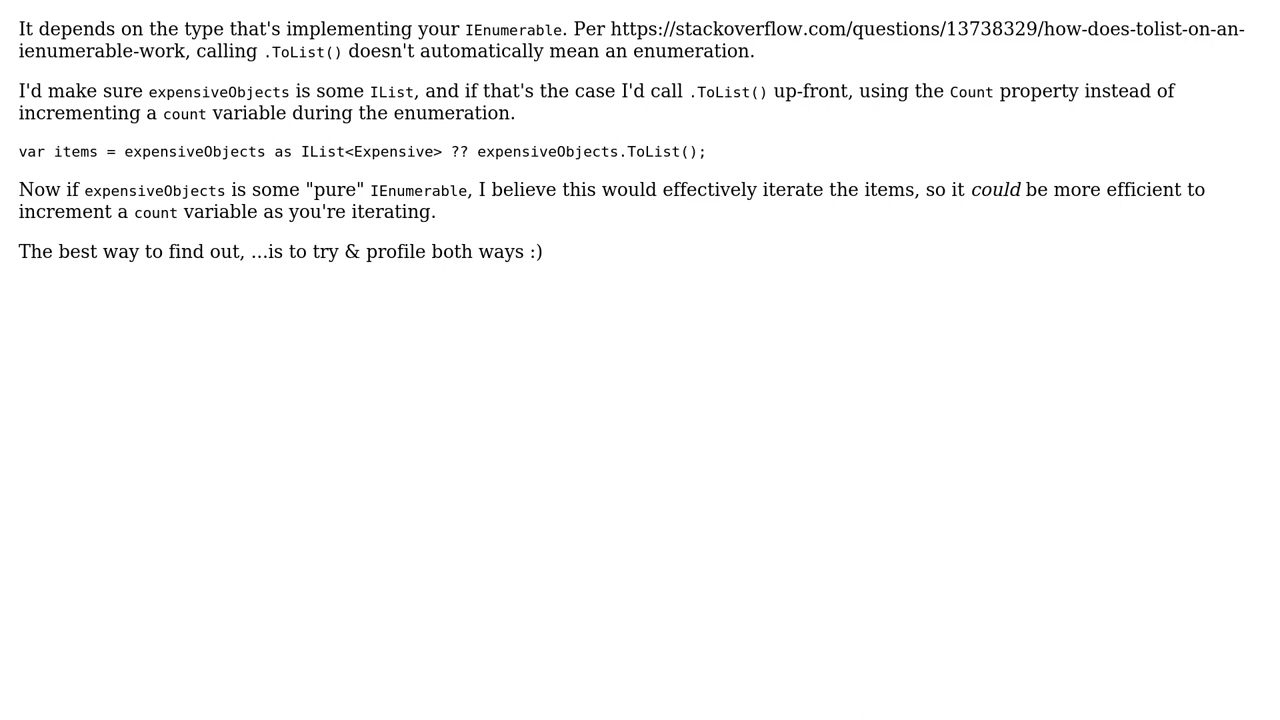 It depends on the type that's implementing your IEnumerable. Per https://stackoverflow.com/questions/13738329/how-does-tolist-on-an-
ienumerable-work, calling .ToList() doesn't automatically mean an enumeration.
I'd make sure expensiveObjects is some IList, and if that's the case I'd call .ToList() up-front, using the Count property instead of
incrementing a count variable during the enumeration.
var items = expensiveObjects as IList<Expensive> ?? expensiveObjects.ToList();
Now if expensiveObjects is some "pure" IEnumerable, I believe this would effectively iterate the items, so it could be more efficient to
increment a count variable as you're iterating.
The best way to find out, ...is to try & profile both ways :)